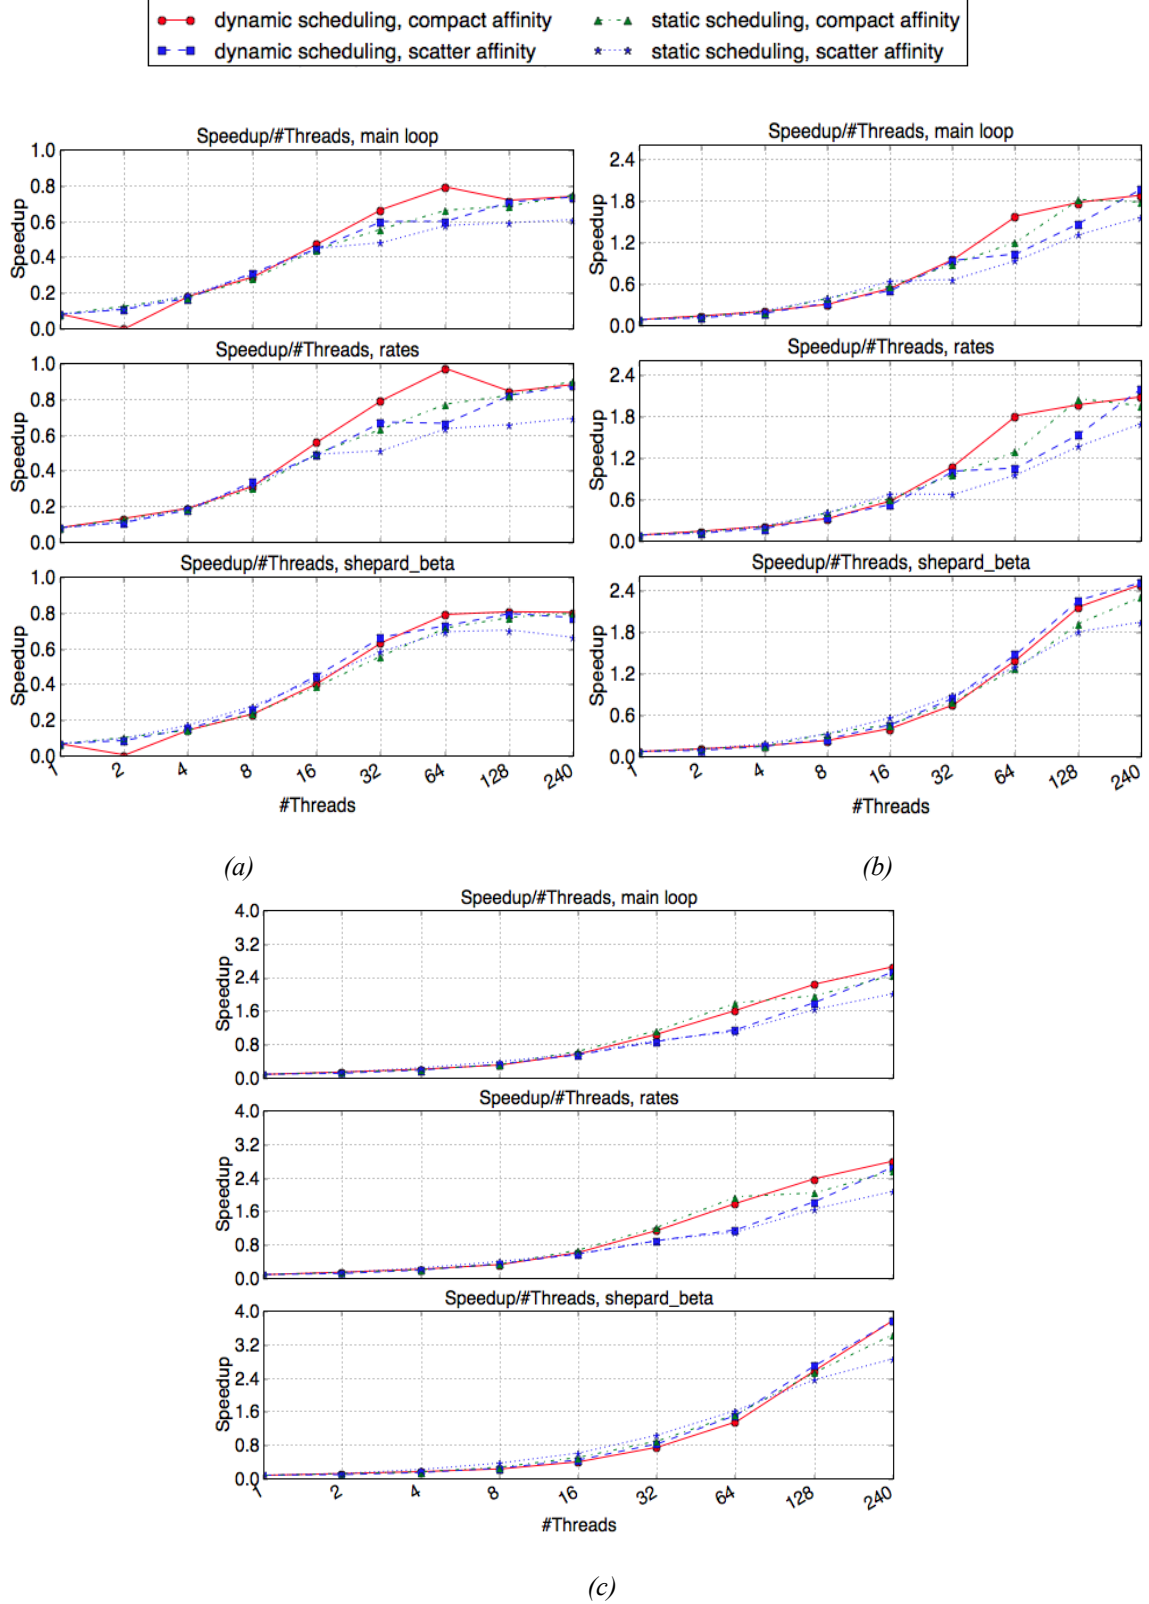 dynamic scheduling, compact affinity
static scheduling, compact affinity
dynamic scheduling, scatter affinity
static scheduling, scatter affinity
Speedup/#Threads, main loop
1.0
0.8
0.6
0.4
0.2
0.0
Speedup
Speedup/#Threads, rates
1.0
0.8
0.6
0.4
0.2
0.0
Speedup
Speedup/#Threads, shepard_beta
1.0
0.8
0.6
0.4
0.2
0.0
Speedup
1 2 4 8 16 32 64 128 240
#Threads
(a)
Speedup/#Threads, main loop
2.4
1.8
1.2
0.6
0.0
Speedup
Speedup/#Threads, rates
2.4
1.8
1.2
0.6
0.0
Speedup
Speedup/#Threads, shepard_beta
2.4
1.8
1.2
0.6
0.0
Speedup
1 2 4 8 16 32 64 128 240
#Threads
(b)
Speedup/#Threads, main loop
4.0
3.2
2.4
1.6
0.8
0.0
Speedup
Speedup/#Threads, rates
4.0
3.2
2.4
1.6
0.8
0.0
Speedup
Speedup/#Threads, shepard_beta
4.0
3.2
2.4
1.6
0.8
0.0
Speedup
1 2 4 8 16 32 64 128 240
#Threads
(c)